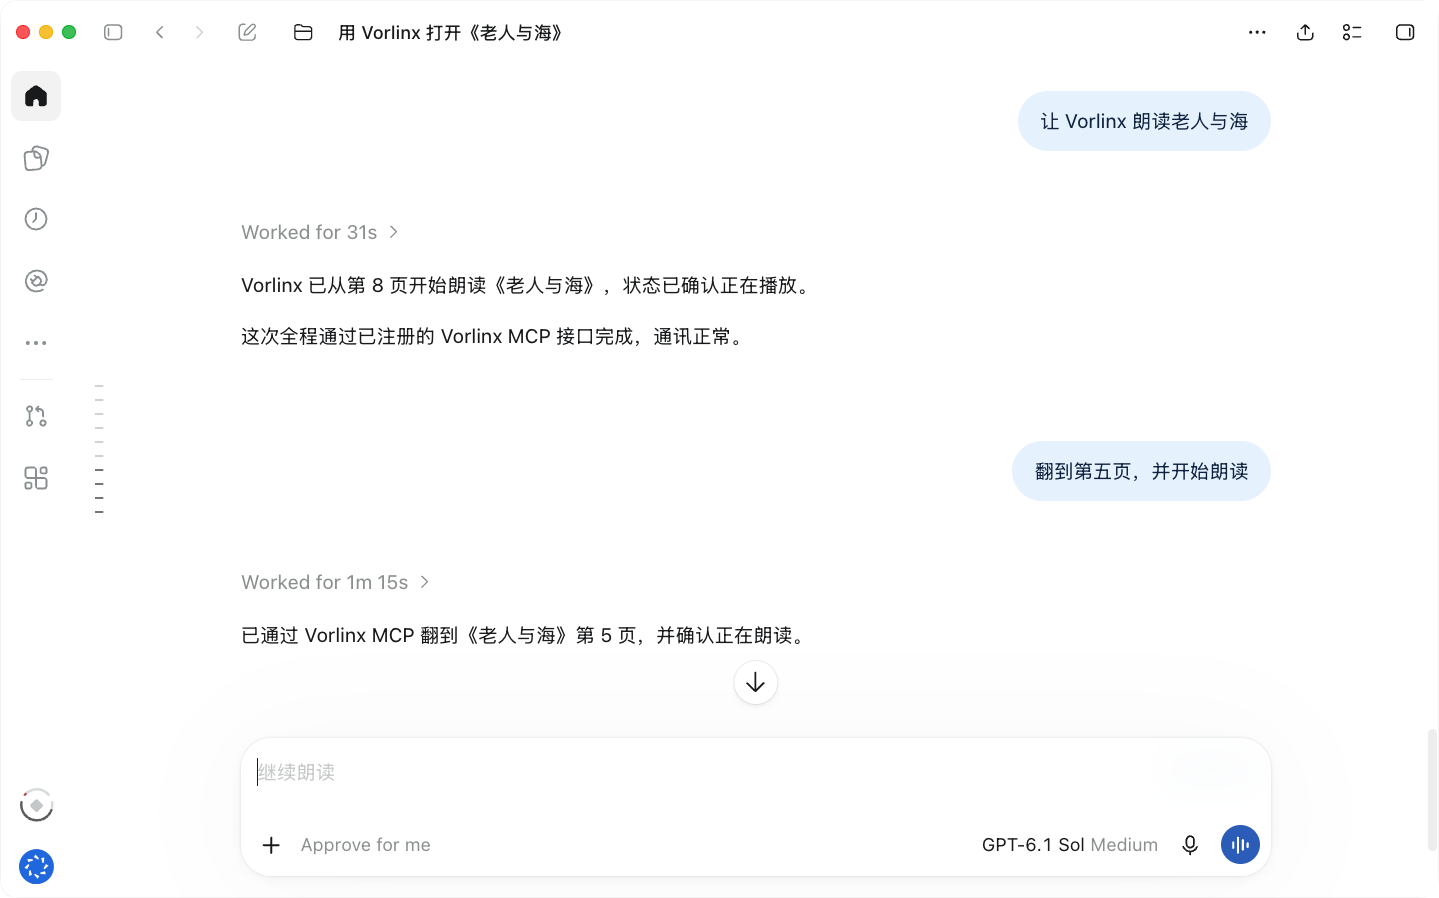 用 Vorlinx 打开《老人与海》
让 Vorlinx 朗读老人与海
Worked for 31s
Vorlinx 已从第 8 页开始朗读《老人与海》，状态已确认正在播放。
这次全程通过已注册的 Vorlinx MCP 接口完成，通讯正常。
翻到第五页，并开始朗读
Worked for 1m 15s
已通过 Vorlinx MCP 翻到《老人与海》第 5 页，并确认正在朗读。
继续朗读
Approve for me
GPT-6.1 Sol Medium